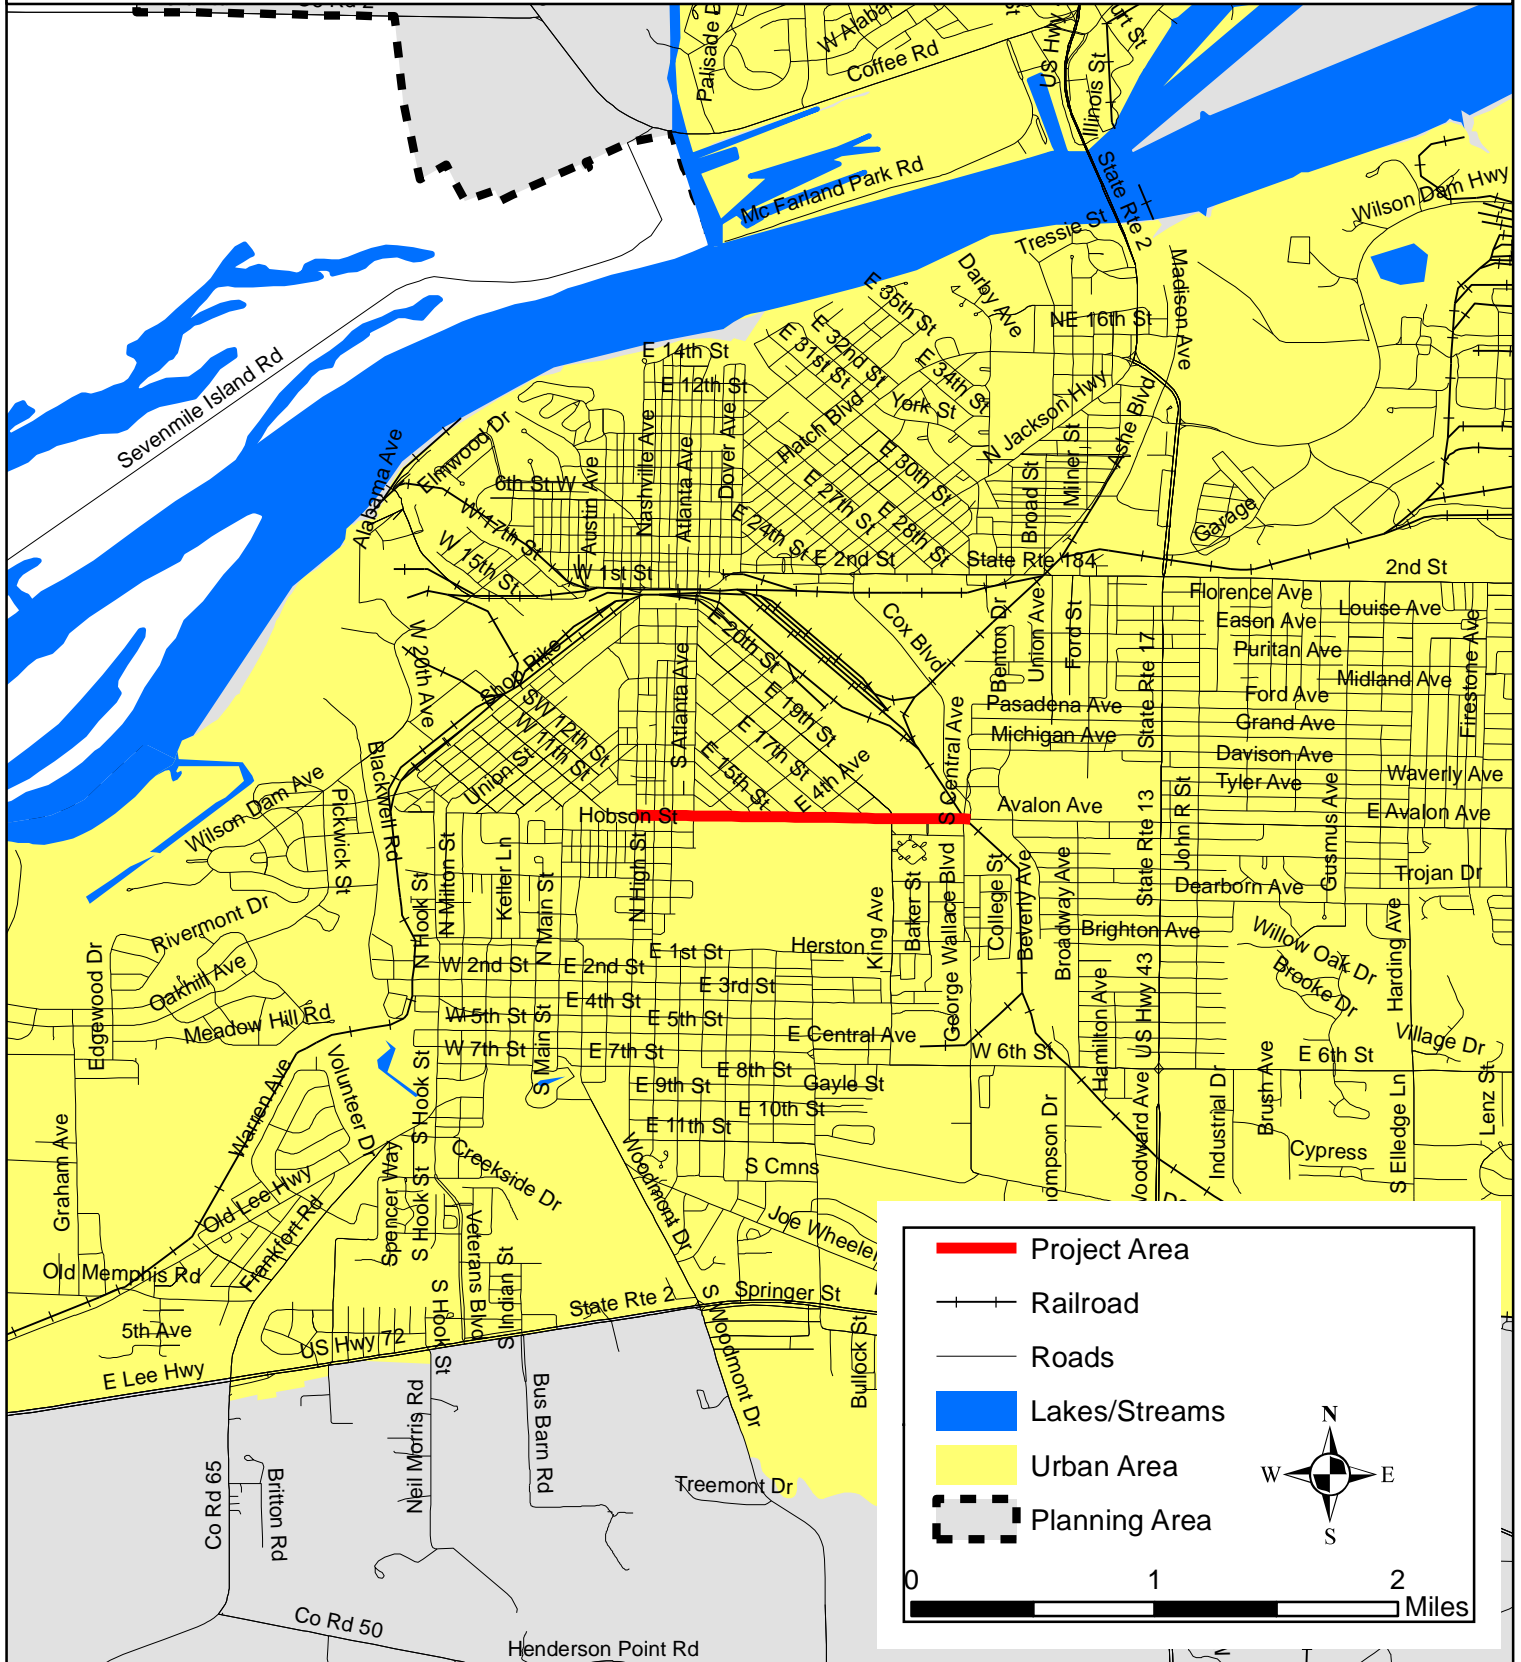 Co Rd 2
Palisade D
W Alaba
Coffee Rd
US Hwy
urt St
St
Illinois St
State Rte 2
Mc Farland Park Rd
Wilson Dam Hwy
Tressie St
Darby Ave
Madison Ave
E 35th St
NE 16th St
E 32nd St
E 31st St
E 34th St
E 14th St
E 12th St
Sevenmile Island Rd
York St
Hatch Blvd
N Jackson Hwy
Ashe Blvd
Elmwood Dr
Alabama Ave
Nashville Ave
Atlanta Ave
Dover Ave
Austin Ave
6th St W
E 30th St
Milner St
Broad St
W 17th St
E 27th St
E 28th St
E 24th St
Garage
W 15th St
W 1st St
E 2nd St
State Rte 184
2nd St
Florence Ave
Louise Ave
Eason Ave
Puritan Ave
Midland Ave
Firestone Ave
Ford Ave
Grand Ave
Davison Ave
Tyler Ave
Waverly Ave
E Avalon Ave
Cox Blvd
Benton Dr
Union Ave
Ford St
State Rte 17
E 20th St
W 20th Ave
Shop Pike
S Atlanta Ave
E 19th St
Pasadena Ave
Michigan Ave
SW 12th St
W 11th St
E 17th St
E 15th St
E 4th Ave
S Central Ave
Union St
Blackwell Rd
Wilson Dam Ave
Pickwick St
Hobson St
Avalon Ave
State Rte 13
John R St
Gusmus Ave
Trojan Dr
Dearborn Ave
N Milton St
Keller Ln
N High St
N Hook St
N Main St
King Ave
Baker St
George Wallace Blvd
College St
Beverly Ave
Broadway Ave
Brighton Ave
Willow Oak Dr
Harding Ave
Rivermont Dr
Oakhill Ave
Edgewood Dr
Meadow Hill Rd
E 1st St
Herston
W 2nd St
E 2nd St
E 3rd St
E 4th St
W 5th St
E 5th St
E Central Ave
Brooke Dr
US Hwy 43
Hamilton Ave
Village Dr
W 7th St
E 7th St
W 6th St
E 6th St
E 8th St
E 9th St
Gayle St
E 10th St
E 11th St
S Main St
S Hook St
Volunteer Dr
Warren Ave
Graham Ave
Woodward Ave
Industrial Dr
Brush Ave
Cypress
S Elledge Ln
Lenz St
ompson Dr
S Cmns
Creekside Dr
Woodmont Dr
Spencer Way
S Hook St
Old Lee Hwy
Frankfort Rd
Joe Wheeler
Veterans Blvd
S Indian St
Old Memphis Rd
5th Ave
US Hwy 72
S Hook St
State Rte 2
Springer St
S Woodmont Dr
Bullock St
E Lee Hwy
Neil Morris Rd
Bus Barn Rd
Treemont Dr
Co Rd 65
Britton Rd
Co Rd 50
Henderson Point Rd
Project Area
Railroad
Roads
Lakes/Streams
Urban Area
Planning Area
N
W E
S
0 1 2
Miles